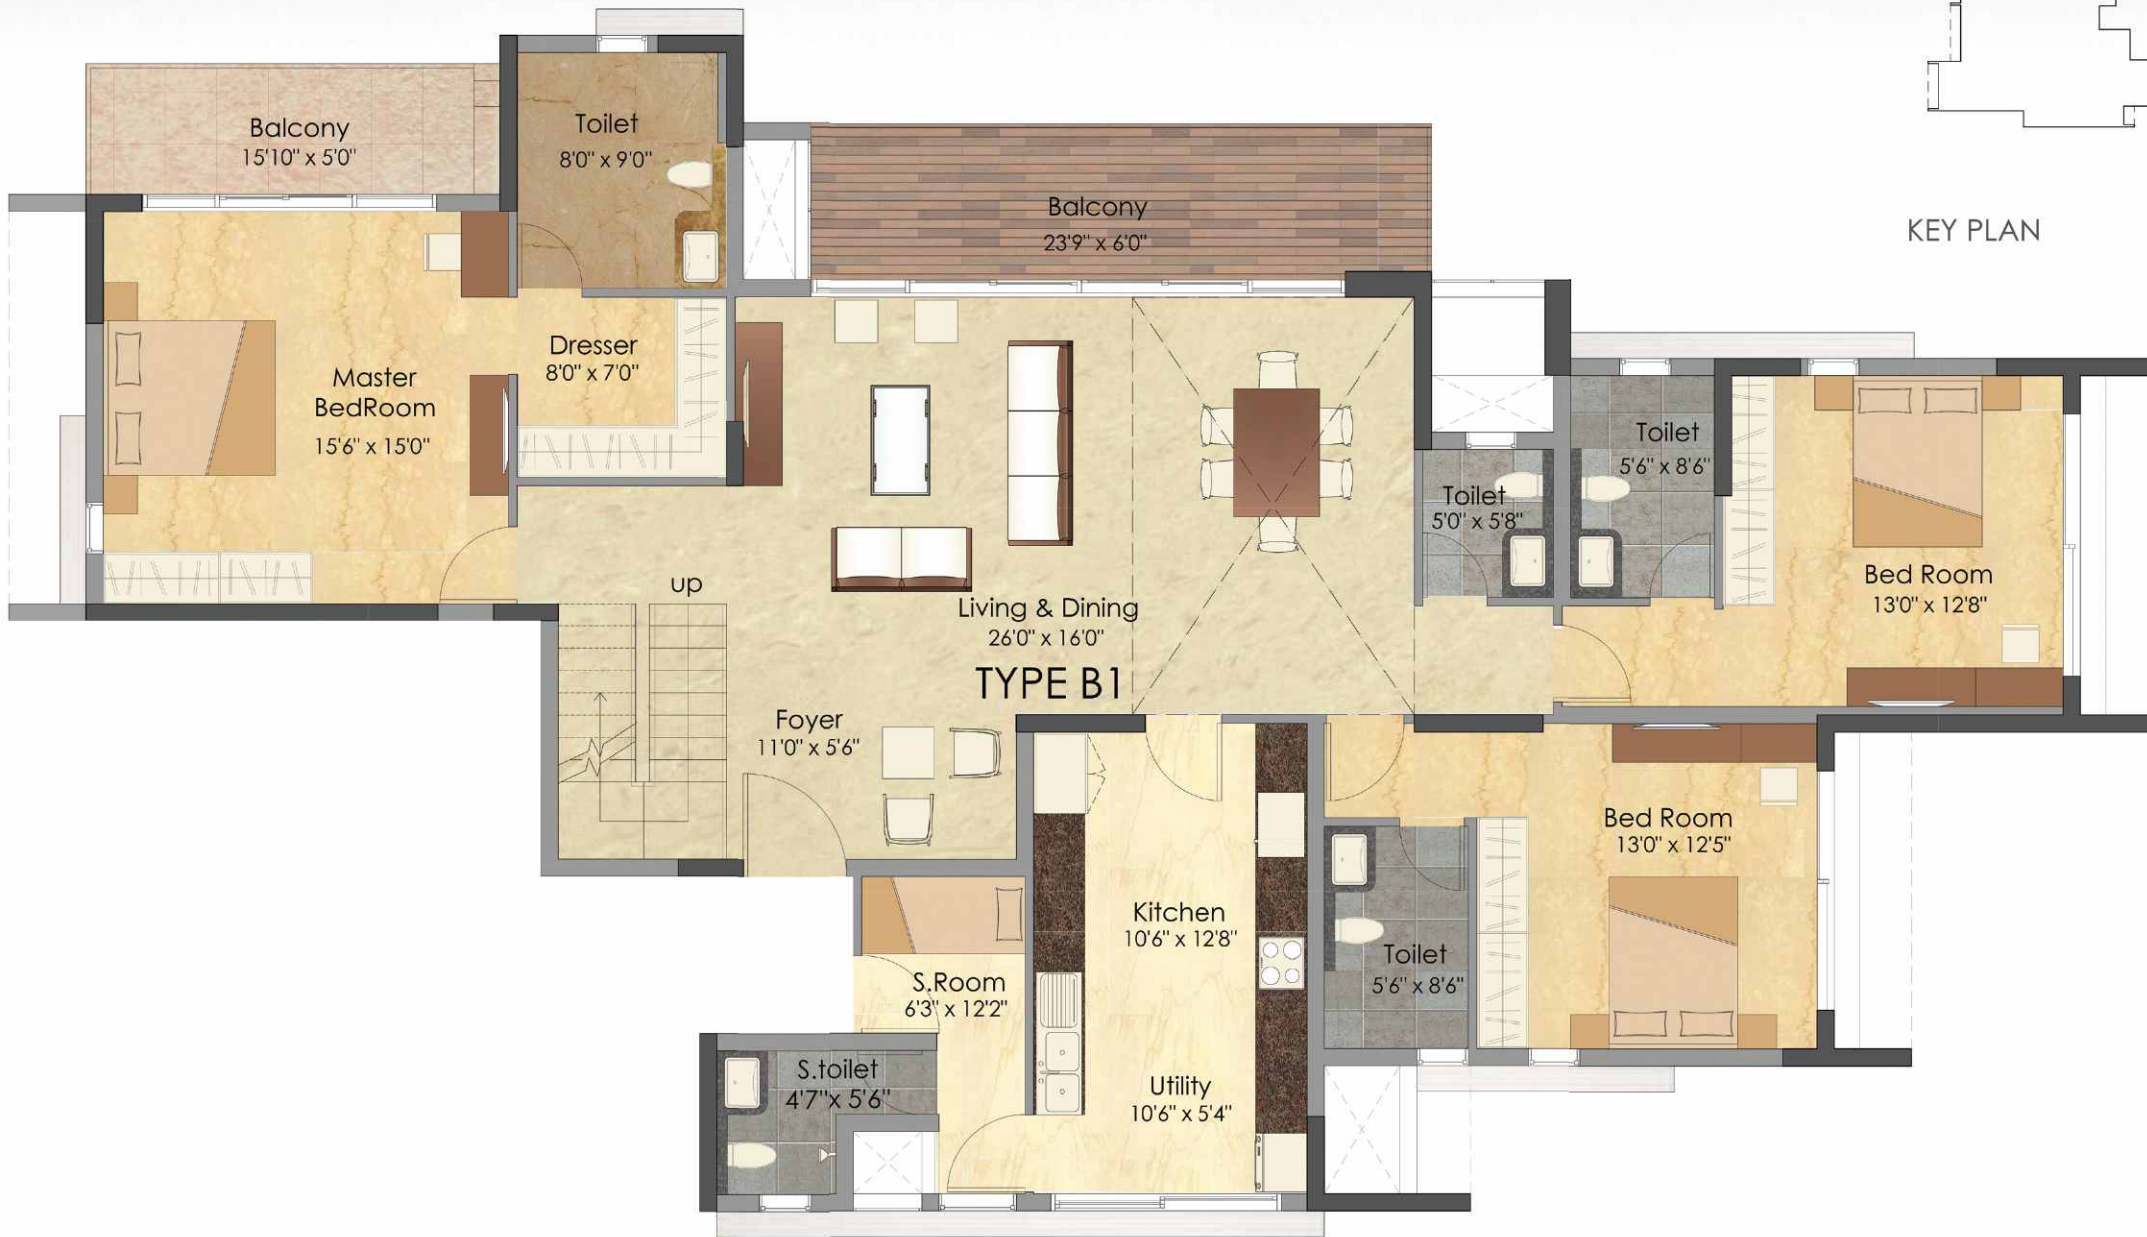 Balcony
15'10" x 5'0"
Toilet
8'0" x 9'0"
Balcony
23'9" x 6'0"
KEY PLAN
Dresser
8'0" x 7'0"
Master
BedRoom
15'6" x 15'0"
Toilet
5'0" x 5'8"
Toilet
5'6" x 8'6"
Bed Room
13'0" x 12'8"
up
Living & Dining
26'0" x 16'0"
TYPE B1
Foyer
11'0" x 5'6"
Bed Room
13'0" x 12'5"
Kitchen
10'6" x 12'8"
Toilet
5'6" x 8'6"
S.Room
6'3" x 12'2"
S.toilet
4'7"x 5'6"
Utility
10'6" x 5'4"